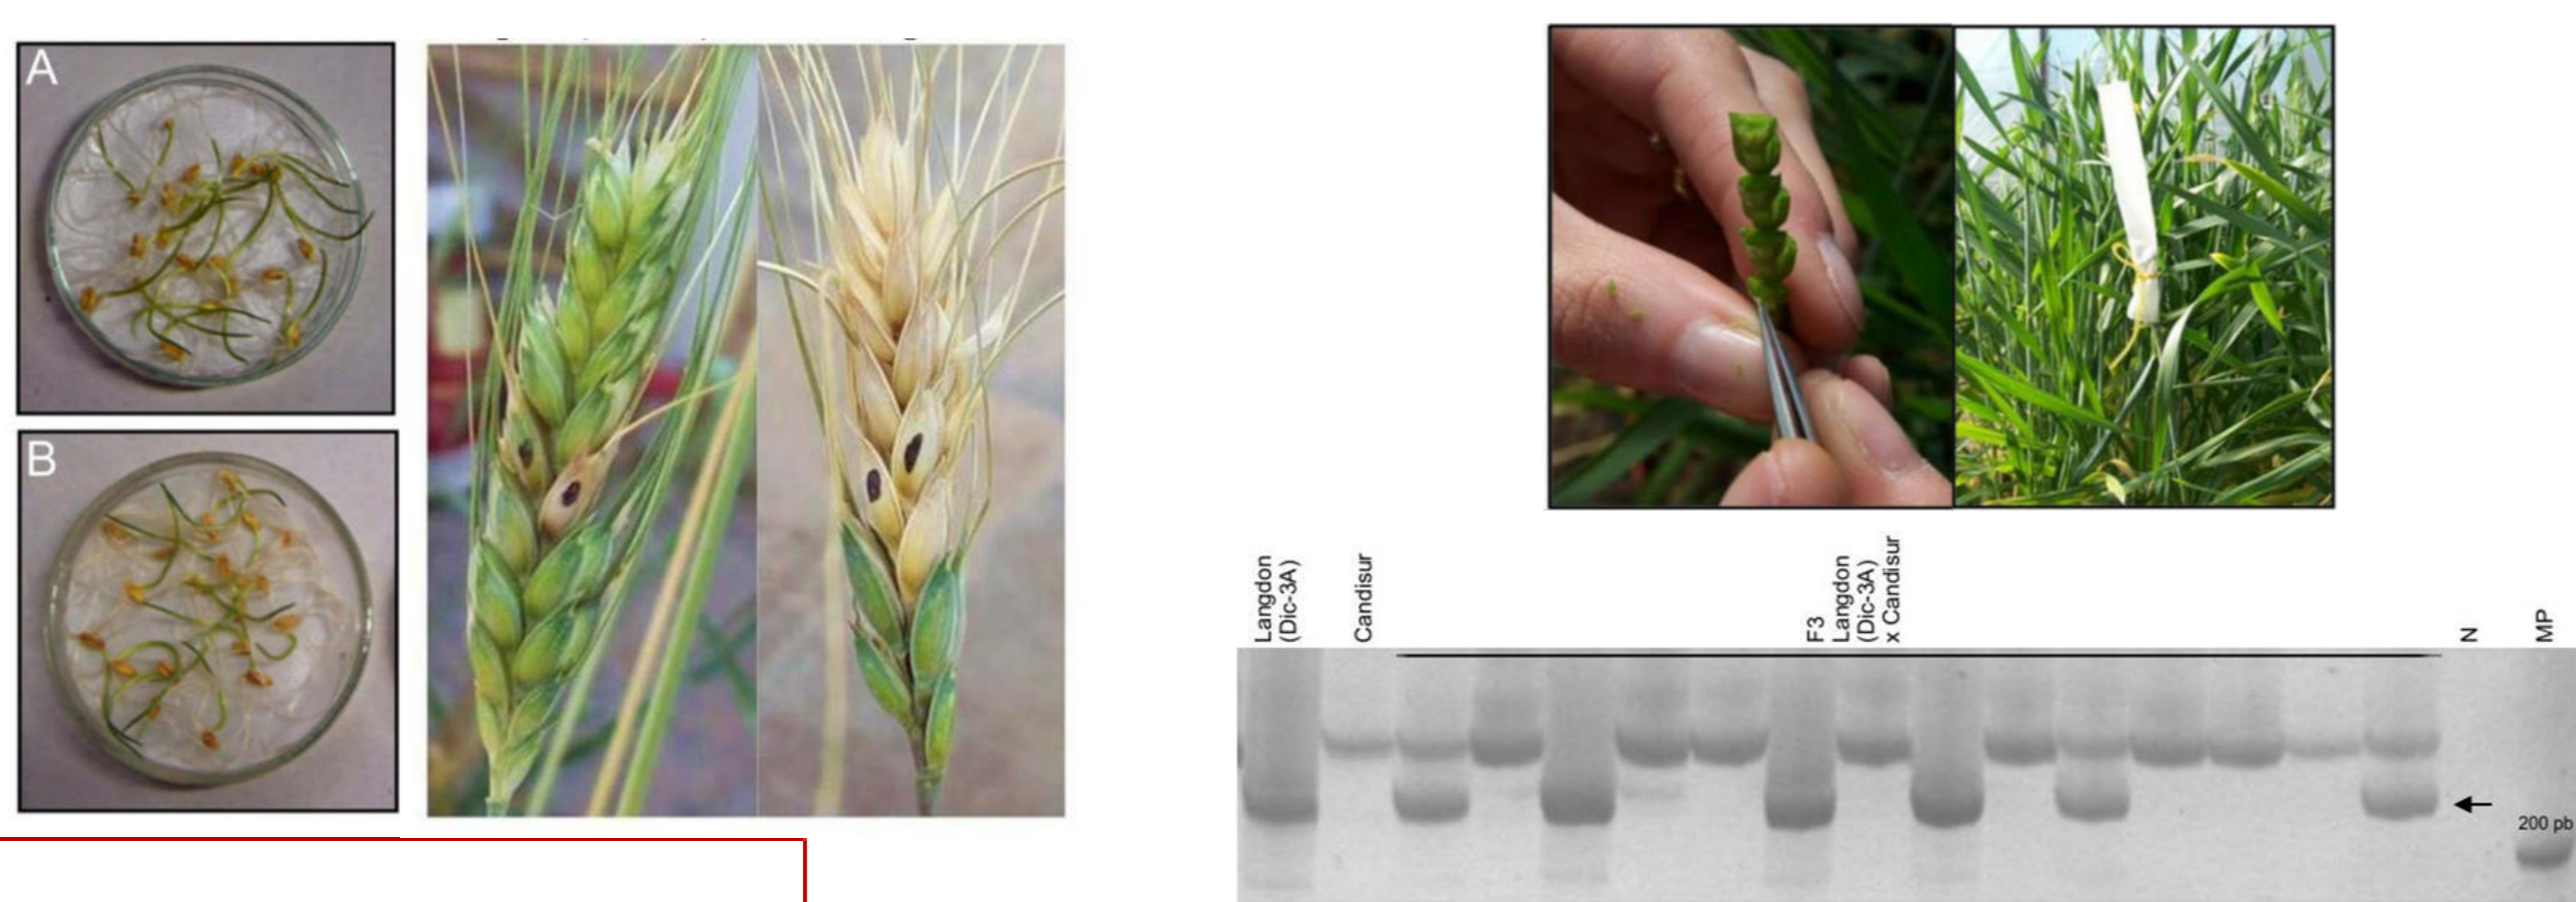 A
B
Langdon
(Dic-3A)
Candisur
F3
Langdon
(Dic-3A)
x Candisur
N
MP
200 pb